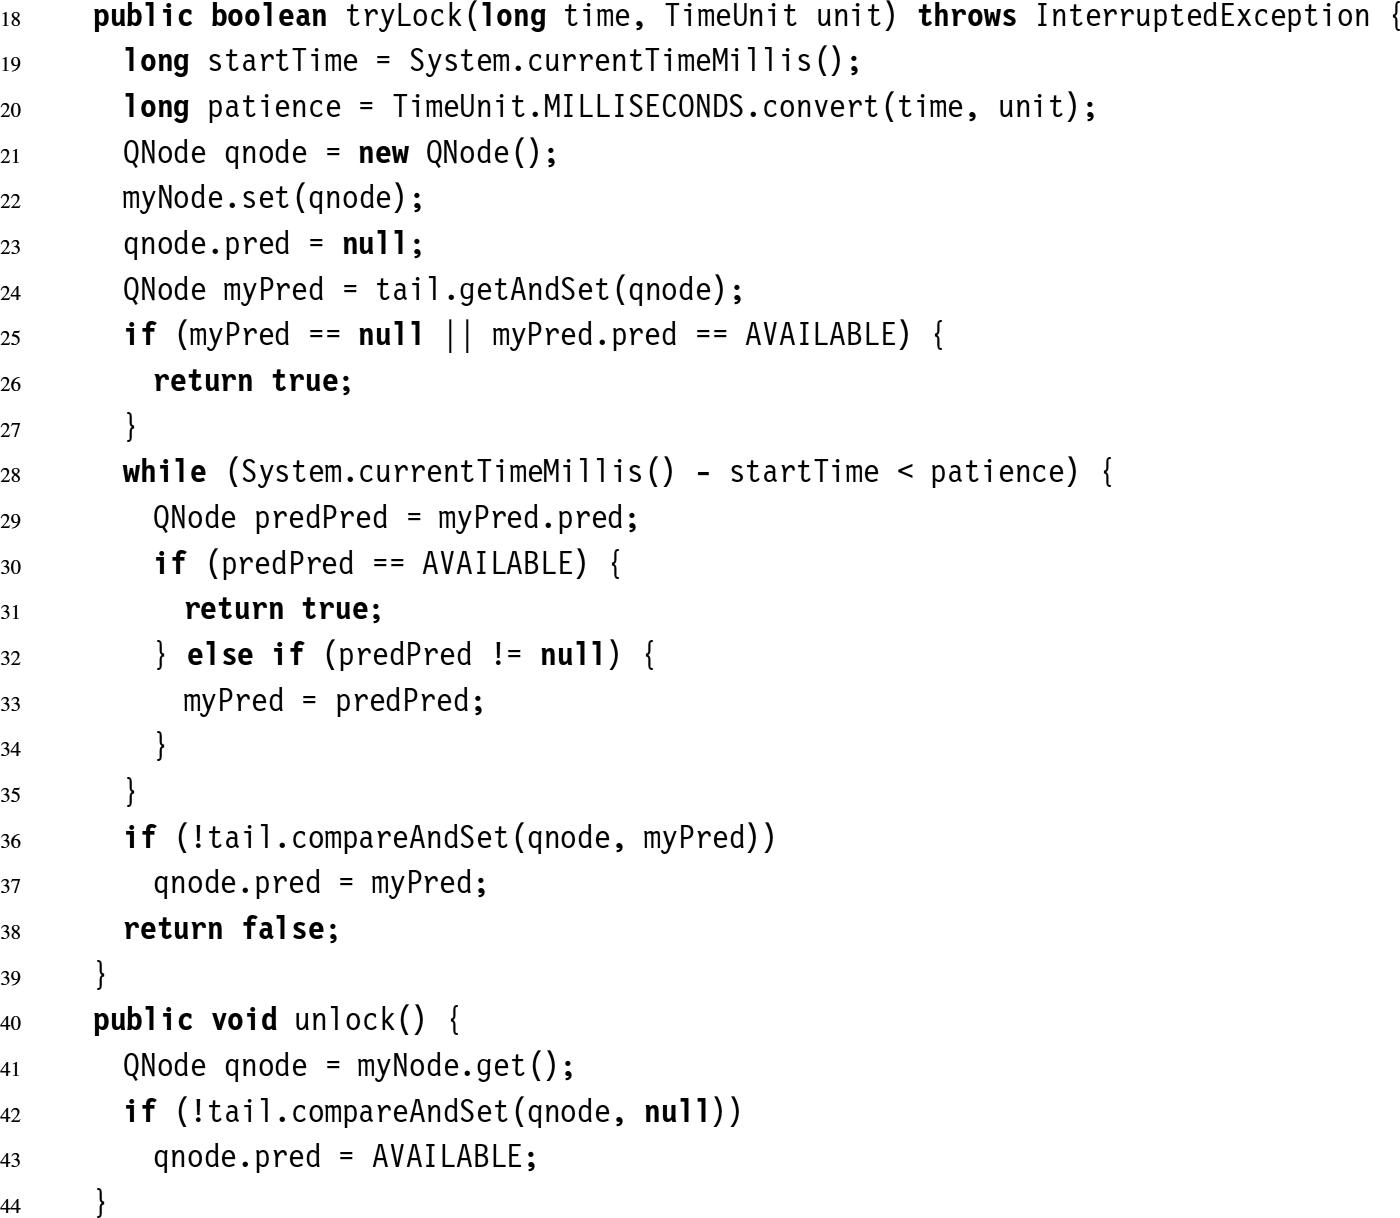 18 public boolean tryLock(long time, TimeUnit unit) throws InterruptedException {
19 long startTime = System.currentTimeMillis();
20 long patience = TimeUnit.MILLISECONDS.convert(time, unit);
21 QNode qnode = new QNode();
22 myNode.set(qnode);
23 qnode.pred = null;
24 QNode myPred = tail.getAndSet(qnode);
25 if (myPred == null || myPred.pred == AVAILABLE) {
26 return true;
27 }
28 while (System.currentTimeMillis() - startTime < patience) {
29 QNode predPred = myPred.pred;
30 if (predPred == AVAILABLE) {
31 return true;
32 } else if (predPred != null) {
33 myPred = predPred;
34 }
35 }
36 if (!tail.compareAndSet(qnode, myPred))
37 qnode.pred = myPred;
38 return false;
39 }
40 public void unlock() {
41 QNode qnode = myNode.get();
42 if (!tail.compareAndSet(qnode, null))
43 qnode.pred = AVAILABLE;
44 }